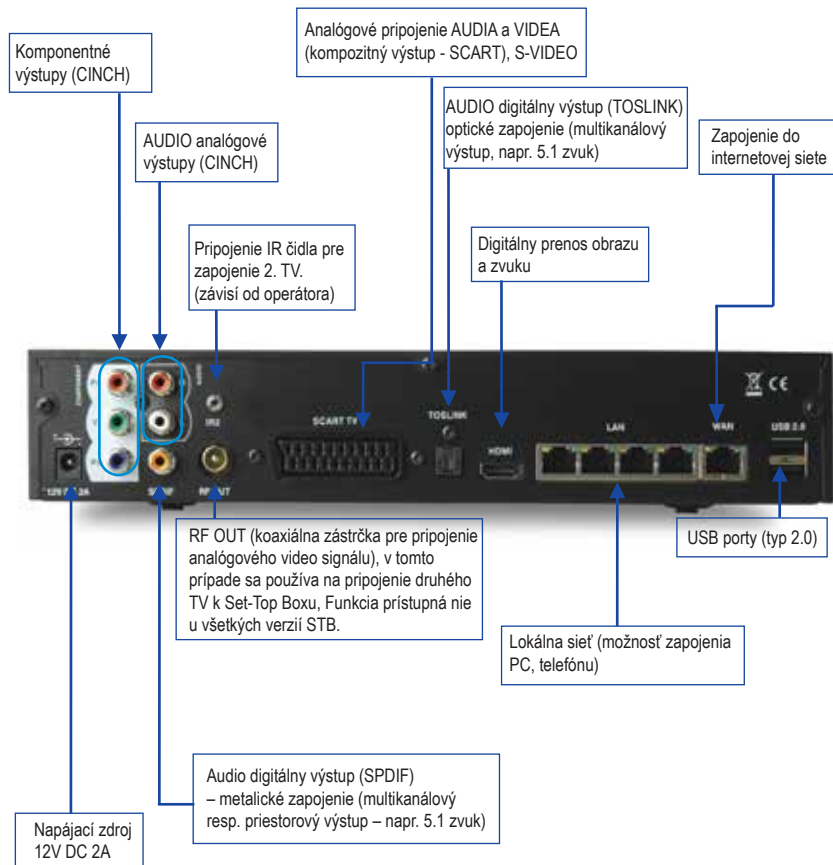 Analógové pripojenie AUDIA a VIDEA
(kompozitný výstup - SCART), S-VIDEO
Komponentné
výstupy (CINCH)
AUDIO digitálny výstup (TOSLINK)
optické zapojenie (multikanálový
výstup, napr. 5.1 zvuk)
Zapojenie do
internetovej siete
AUDIO analógové
výstupy (CINCH)
Pripojenie IR čidla pre
zapojenie 2. TV.
(závisí od operátora)
Digitálny prenos obrazu
a zvuku
COMPONENT
AUDIO
IR2
SCART TV
TOSLINK
HDMI
LAN
WAN
CE
USB 2.0
12V DC 2A
SPDIF
RF OUT
RF OUT (koaxiálna zástrčka pre pripojenie
analógového video signálu), v tomto
prípade sa používa na pripojenie druhého
TV k Set-Top Boxu, Funkcia prístupná nie
u všetkých verzií STB.
USB porty (typ 2.0)
Lokálna sieť (možnosť zapojenia
PC, telefónu)
Audio digitálny výstup (SPDIF)
– metalické zapojenie (multikanálový
resp. priestorový výstup – napr. 5.1 zvuk)
Napájací zdroj
12V DC 2A